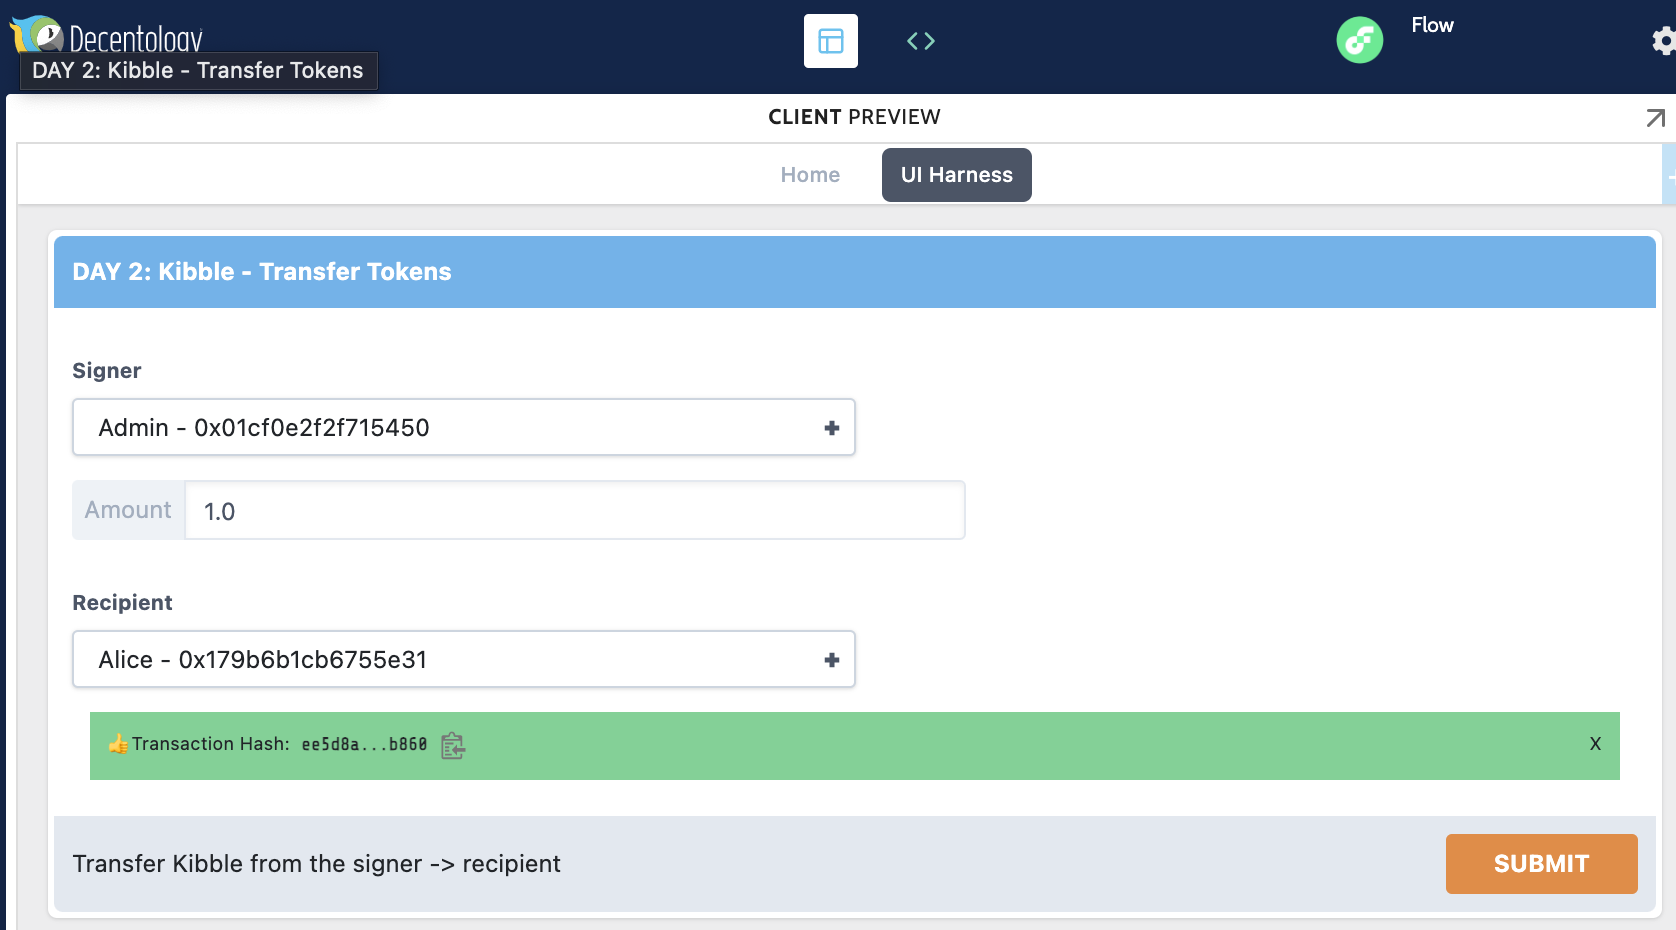 Decentology
Flow
DAY 2: Kibble - Transfer Tokens
CLIENT PREVIEW
Home
UI Harness
DAY 2: Kibble - Transfer Tokens
Signer
Admin - 0x01cf0e2f2f715450
Amount
1.0
Recipient
Alice - 0x179b6b1cb6755e31
👍Transaction Hash: ee5d8a...b860
X
Transfer Kibble from the signer -> recipient
SUBMIT